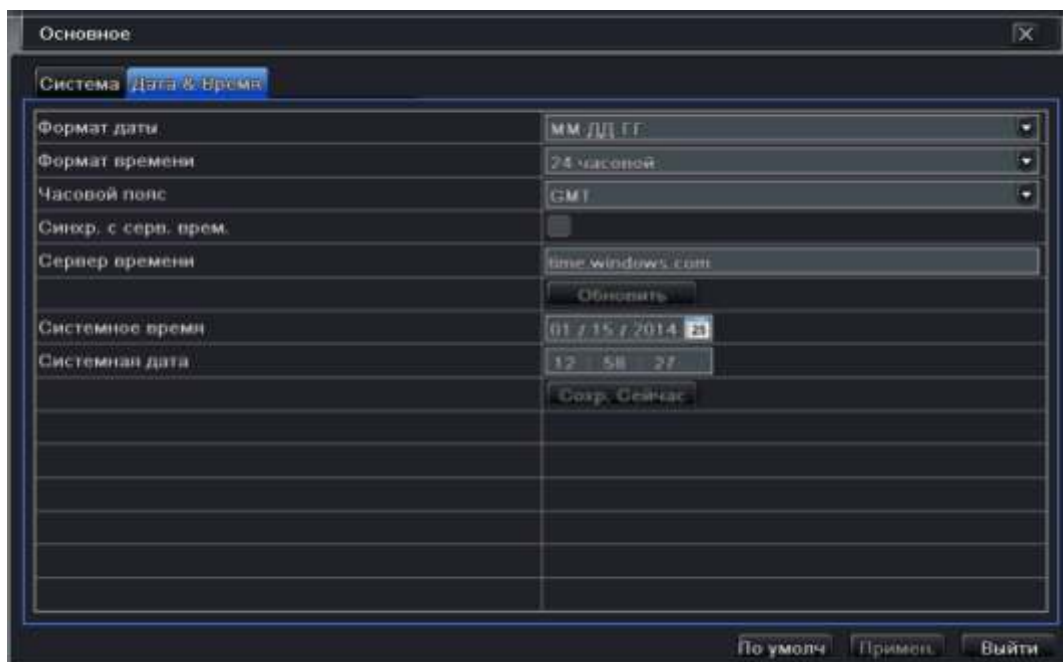 Основное
Система Дата & Время
Формат даты ММ ДД ГГ
Формат времени 24 часовой
Часовой пояс GMT
Синхр. с серв. врем.
Сервер времени time.windows.com
Обновить
Системное время 01 / 15 / 2014
Системная дата 12 : 58 : 27
Сохр. Сейчас
По умолч Примен. Выйти